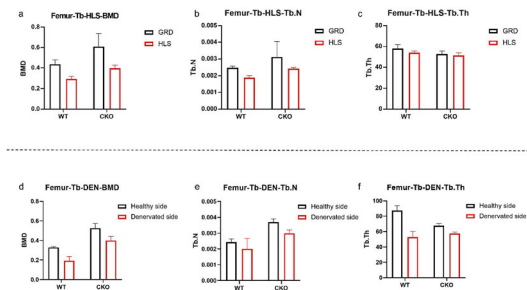 a
Femur-Tb-HLS-BMD
BMD
0.8
0.6
0.4
0.2
0.0
WT
CKO
GRD
HLS
b
Femur-Tb-HLS-Tb.N
Tb.N
0.005
0.004
0.003
0.002
0.001
0.000
WT
CKO
GRD
HLS
c
Femur-Tb-HLS-Tb.Th
Tb.Th
80
60
40
20
0
WT
CKO
GRD
HLS
d
Femur-Tb-DEN-BMD
BMD
0.8
0.6
0.4
0.2
0.0
WT
CKO
Healthy side
Denervated side
e
Femur-Tb-DEN-Tb.N
Tb.N
0.005
0.004
0.003
0.002
0.001
0.000
WT
CKO
Healthy side
Denervated side
f
Femur-Tb-DEN-Tb.Th
Tb.Th
100
80
60
40
20
0
WT
CKO
Healthy side
Denervated side